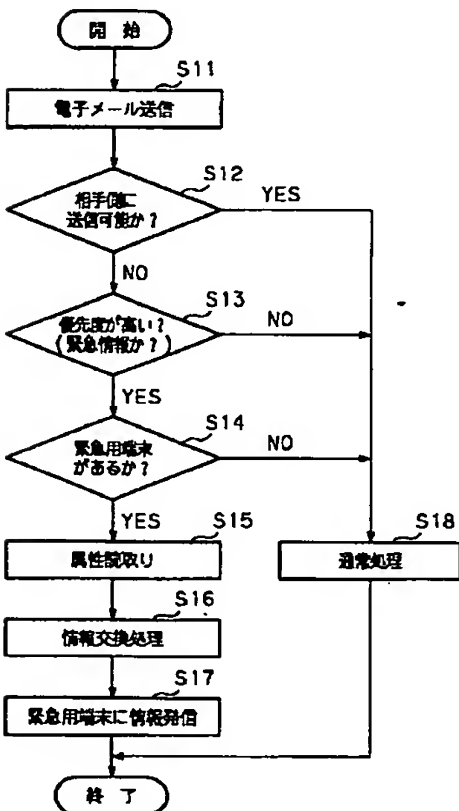 開 始
S11
電子メール送信
S12
相手側に
送信可能か?
YES
NO
S13
優先度が高い?
(緊急情報か?)
NO
YES
S14
緊急用端末
があるか?
NO
YES
S15
属性読取り
S18
通常処理
S16
情報交換処理
S17
緊急用端末に情報発信
終 了